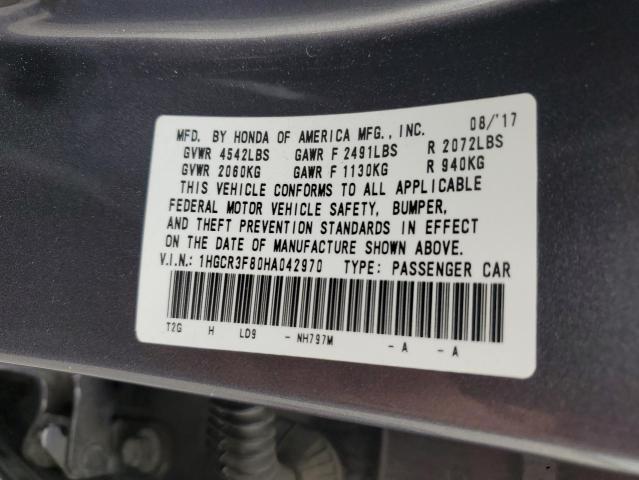 MFD. BY HONDA OF AMERICA MFG., INC. 08/'17
GVWR 4542LBS GAWR F 2491LBS R 2072LBS
GVWR 2060KG GAWR F 1130KG R 940KG
THIS VEHICLE CONFORMS TO ALL APPLICABLE
FEDERAL MOTOR VEHICLE SAFETY, BUMPER,
AND THEFT PREVENTION STANDARDS IN EFFECT
ON THE DATE OF MANUFACTURE SHOWN ABOVE.
V.I.N.: 1HGCR3F80HA042970 TYPE: PASSENGER CAR
T2G H LD9 - NH797M - A - A